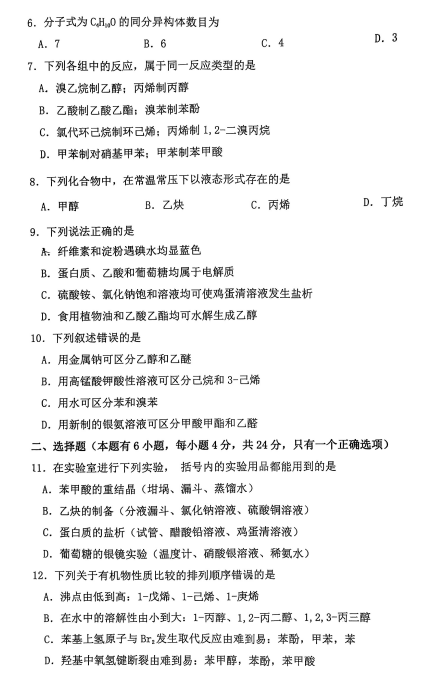 6. 分子式为 C₄H₁₀O 的同分异构体数目为
A. 7 B. 6 C. 4 D. 3
7. 下列各组中的反应，属于同一反应类型的是
A. 溴乙烷制乙醇；丙烯制丙醇
B. 乙酸制乙酸乙酯；溴苯制苯酚
C. 氯代环己烷制环己烯；丙烯制 1,2-二溴丙烷
D. 甲苯制对硝基甲苯；甲苯制苯甲酸
8. 下列化合物中，在常温常压下以液态形式存在的是
A. 甲醇 B. 乙炔 C. 丙烯 D. 丁烷
9. 下列说法正确的是
A. 纤维素和淀粉遇碘水均显蓝色
B. 蛋白质、乙酸和葡萄糖均属于电解质
C. 硫酸铵、氯化钠饱和溶液均可使鸡蛋清溶液发生盐析
D. 食用植物油和乙酸乙酯均可水解生成乙醇
10. 下列叙述错误的是
A. 用金属钠可区分乙醇和乙醚
B. 用高锰酸钾酸性溶液可区分己烷和 3-己烯
C. 用水可区分苯和溴苯
D. 用新制的银氨溶液可区分甲酸甲酯和乙醛
二、选择题（本题有 6 小题，每小题 4 分，共 24 分，只有一个正确选项）
11. 在实验室进行下列实验， 括号内的实验用品都能用到的是
A. 苯甲酸的重结晶（坩埚、漏斗、蒸馏水）
B. 乙炔的制备（分液漏斗、氯化钠溶液、硫酸铜溶液）
C. 蛋白质的盐析（试管、醋酸铅溶液、鸡蛋清溶液）
D. 葡萄糖的银镜实验（温度计、硝酸银溶液、稀氨水）
12. 下列关于有机物性质比较的排列顺序错误的是
A. 沸点由低到高：1-戊烯、1-己烯、1-庚烯
B. 在水中的溶解性由小到大：1-丙醇、1,2-丙二醇、1,2,3-丙三醇
C. 苯基上氢原子与 Br₂发生取代反应由难到易：苯酚，甲苯，苯
D. 羟基中氧氢键断裂由难到易：苯甲醇，苯酚，苯甲酸